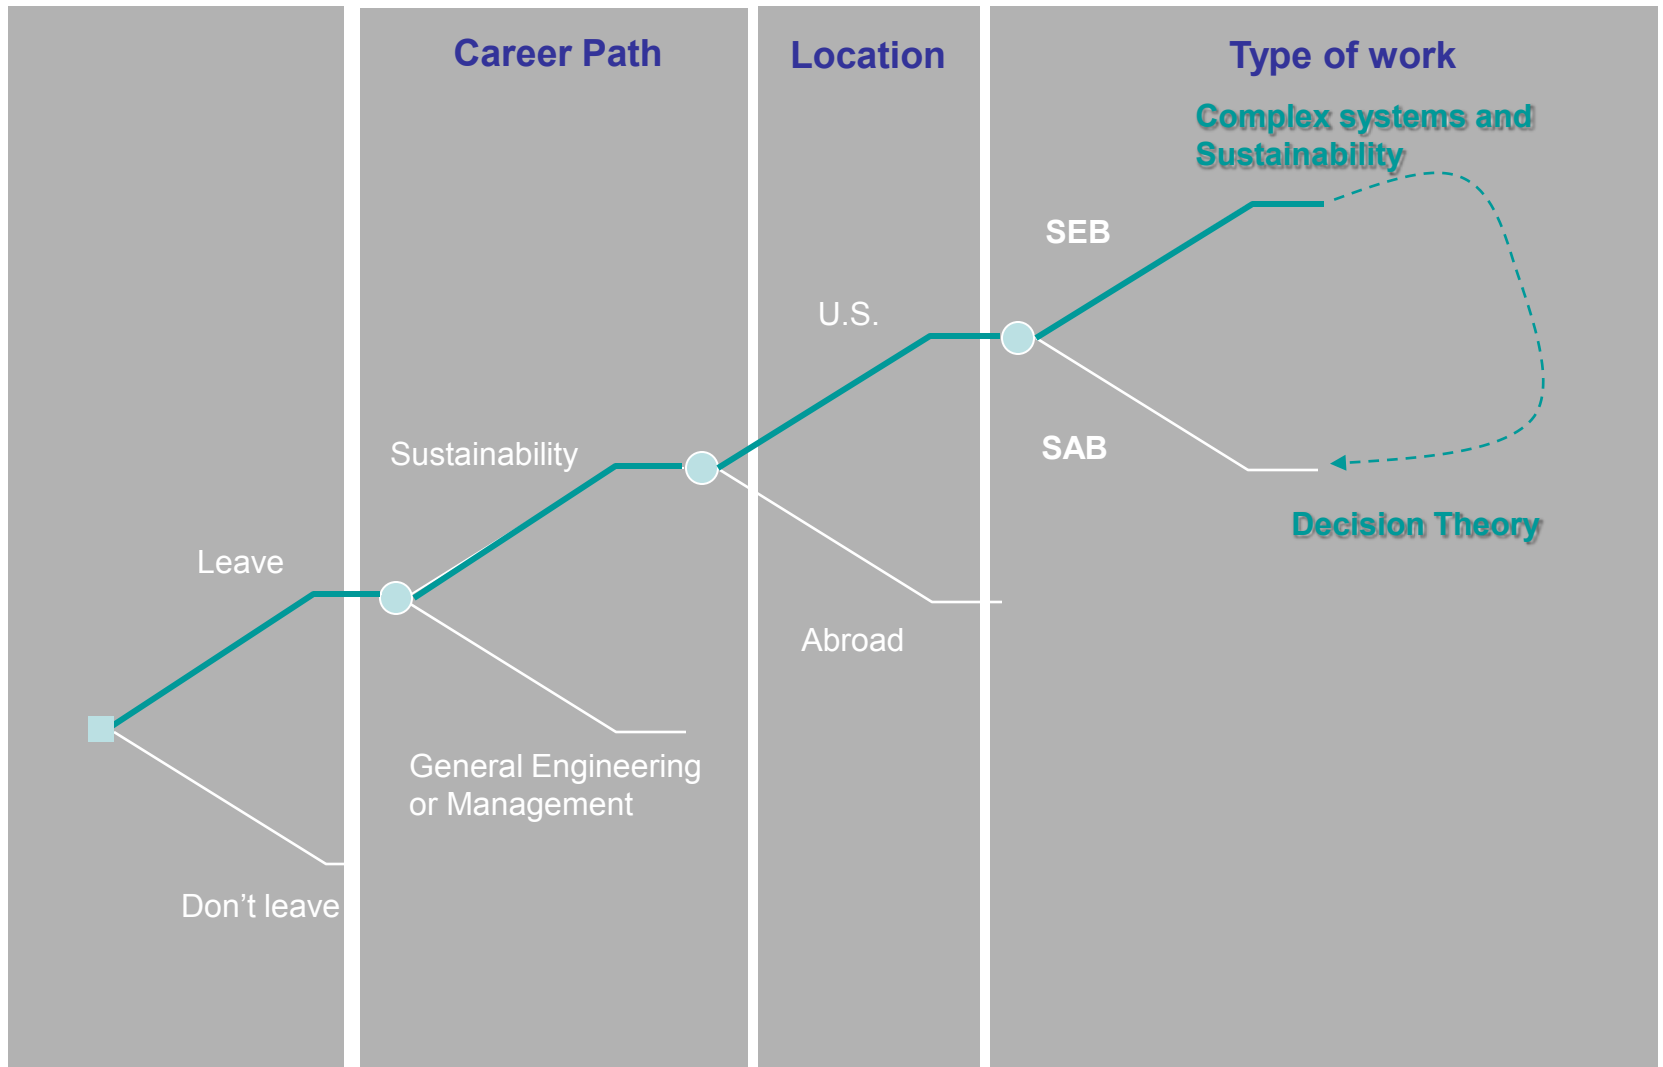 Career Path
Location
Type of work
Complex systems and
Sustainability
SEB
U.S.
SAB
Sustainability
Decision Theory
Leave
Abroad
General Engineering
or Management
Don’t leave